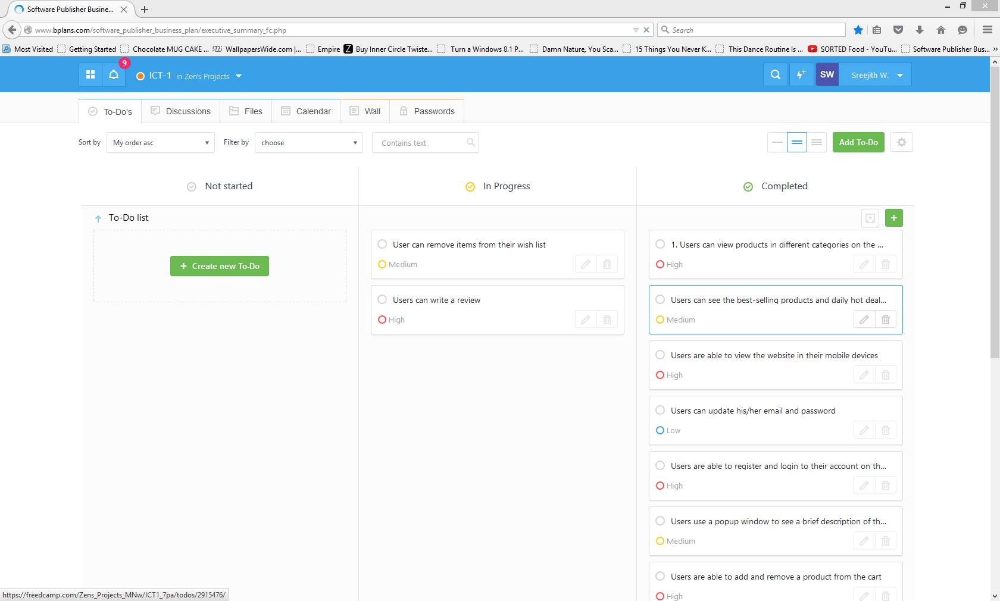 Software Publisher Busine...
www.bplans.com/software_publisher_business_plan/executive_summary_fc.php
Search
Most Visited Getting Started Chocolate MUG CAKE ... WallpapersWide.com |... Empire Buy Inner Circle Twiste... Turn a Windows 8.1 P... Damn Nature, You Sca... 15 Things You Never K... This Dance Routine Is ... SORTED Food - YouTu... Software Publisher Bus... »
9
ICT-1 in Zen's Projects
SW Sreejith W.
To-Do's Discussions Files Calendar Wall Passwords
Sort by My order asc Filter by choose Contains text
Add To-Do
Not started In Progress Completed
To-Do list
+ Create new To-Do
User can remove items from their wish list
Medium
Users can write a review
High
1. Users can view products in different categories on the ...
High
Users can see the best-selling products and daily hot deal...
Medium
Users are able to view the website in their mobile devices
High
Users can update his/her email and password
Low
Users are able to register and login to their account on th...
High
Users use a popup window to see a brief description of th...
Medium
Users are able to add and remove a product from the cart
High
https://freedcamp.com/Zens_Projects_MNw/ICT1_7pa/todos/2915476/